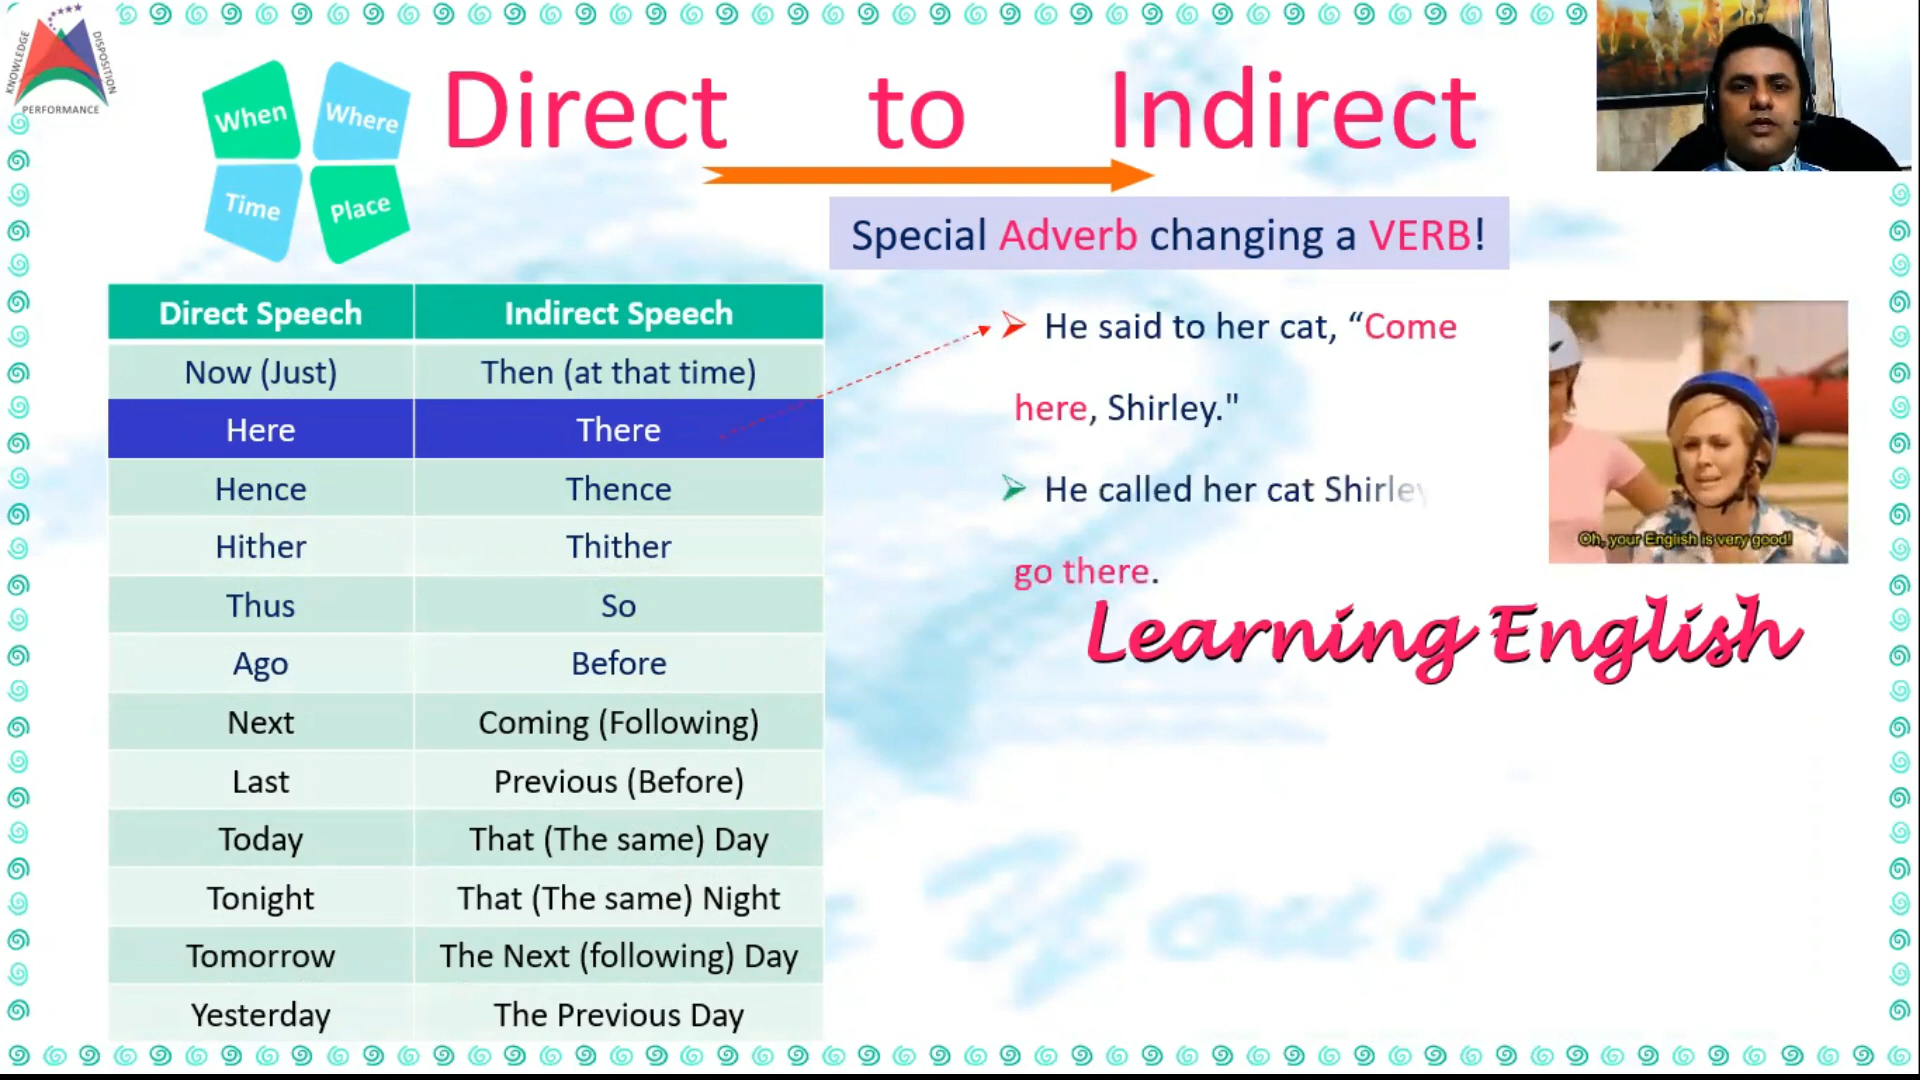 KNOWLEDGE
DISPOSITION
PERFORMANCE
When
Where
Time
Place
Direct to Indirect
Special Adverb changing a VERB!
Direct Speech Indirect Speech
Now (Just) Then (at that time)
Here There
Hence Thence
Hither Thither
Thus So
Ago Before
Next Coming (Following)
Last Previous (Before)
Today That (The same) Day
Tonight That (The same) Night
Tomorrow The Next (following) Day
Yesterday The Previous Day
He said to her cat, “Come
here, Shirley."
He called her cat Shirley
go there.
Oh, your English is very good!
Learning English
You!